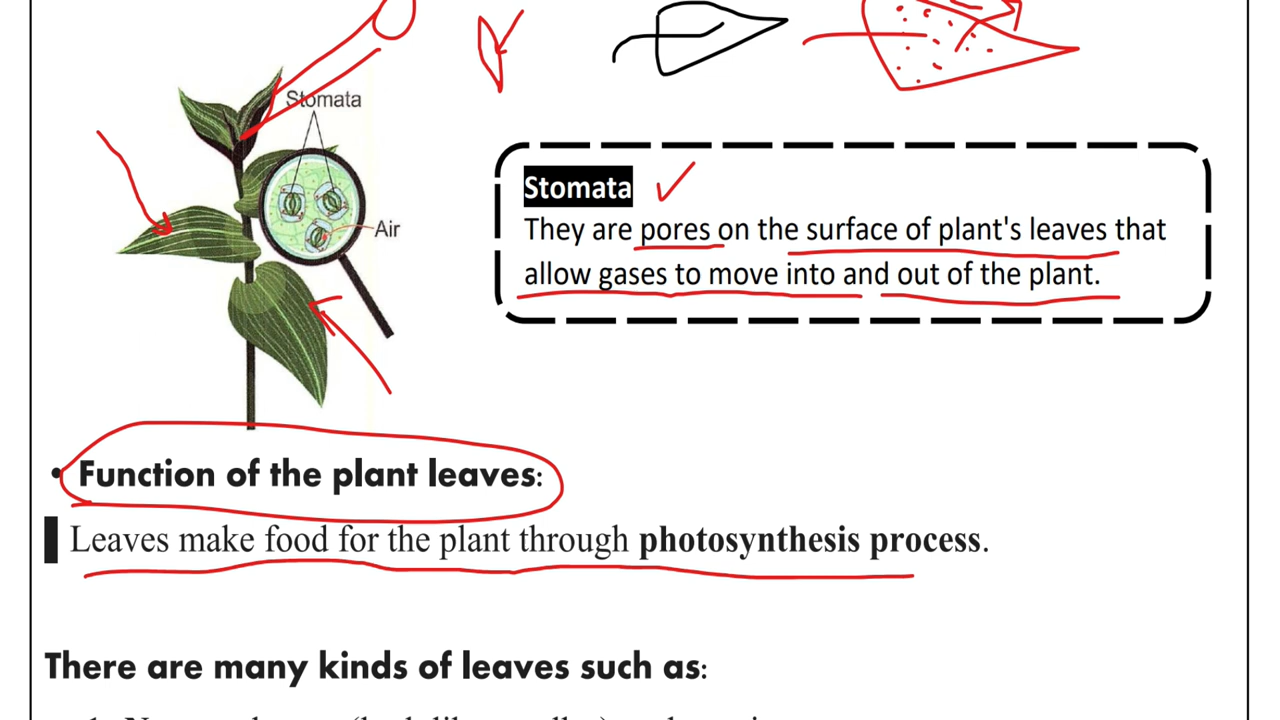 Stomata
Air
Stomata
They are pores on the surface of plant's leaves that
allow gases to move into and out of the plant.
• Function of the plant leaves:
Leaves make food for the plant through photosynthesis process.
There are many kinds of leaves such as: